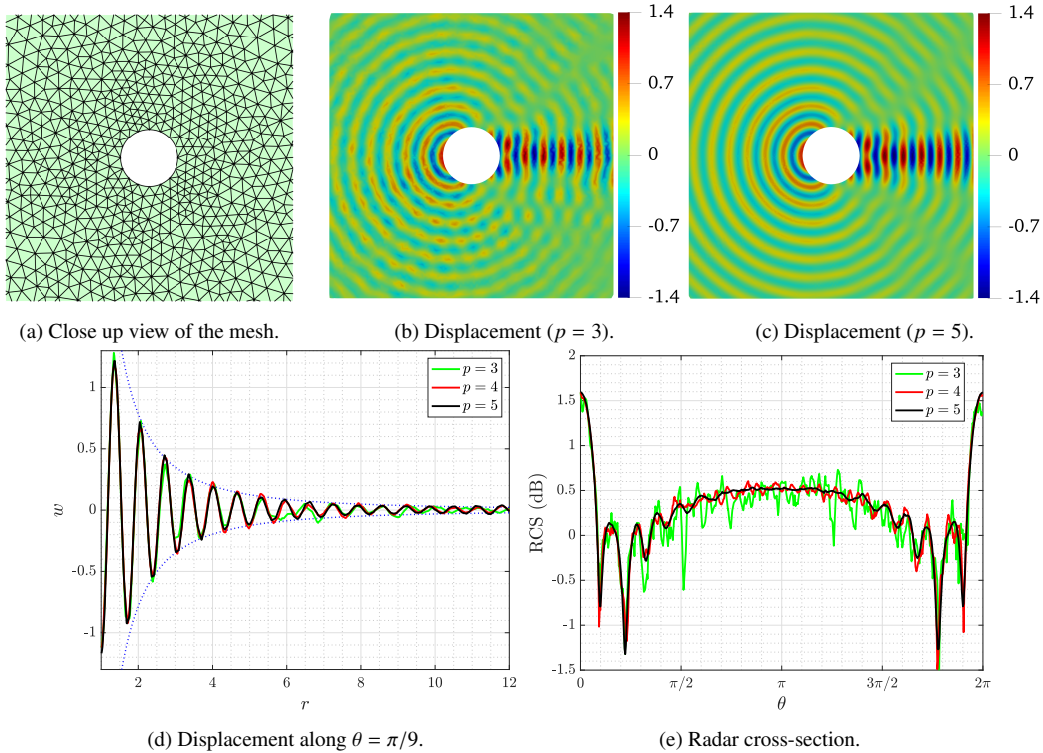 1.4
0.7
0
-0.7
-1.4
1.4
0.7
0
-0.7
-1.4
(a) Close up view of the mesh.
(b) Displacement (p = 3).
(c) Displacement (p = 5).
1
0.5
0
-0.5
-1
w
2
4
6
8
10
12
r
p = 3
p = 4
p = 5
2
1.5
1
0.5
0
-0.5
-1
-1.5
RCS (dB)
0
π/2
π
3π/2
2π
θ
p = 3
p = 4
p = 5
(d) Displacement along θ = π/9.
(e) Radar cross-section.